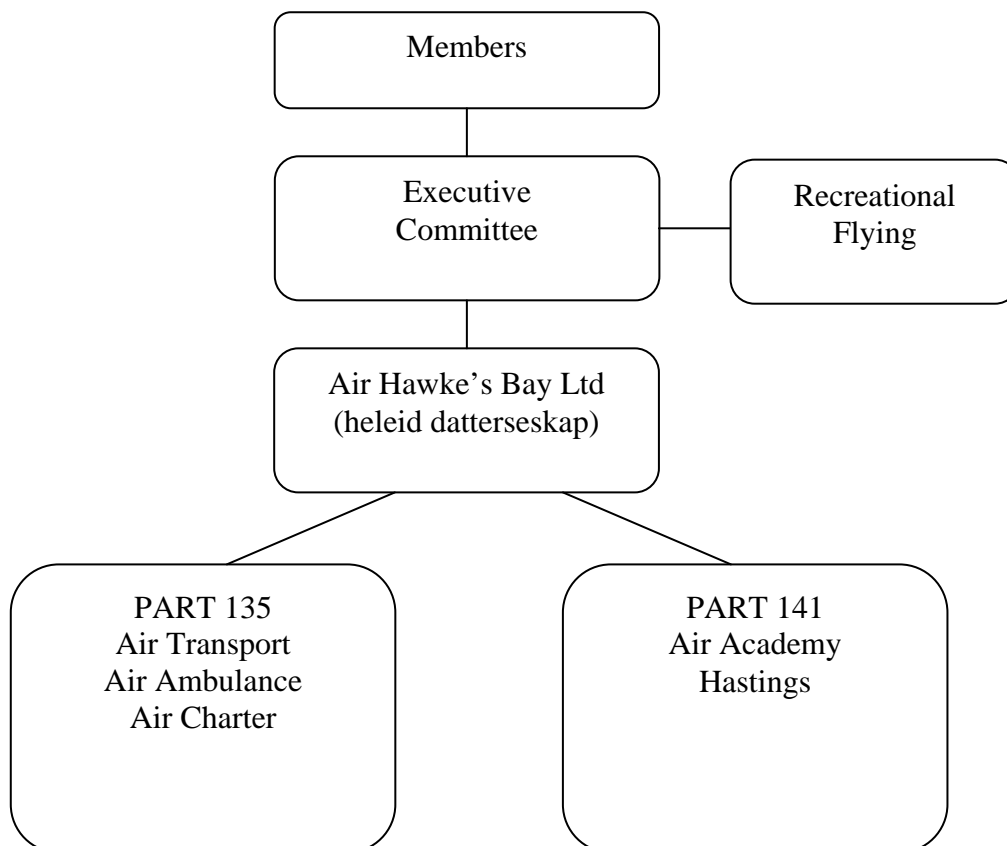 Members
Executive
Committee
Recreational
Flying
Air Hawke’s Bay Ltd
(heleid datterseskap)
PART 135
Air Transport
Air Ambulance
Air Charter
PART 141
Air Academy
Hastings